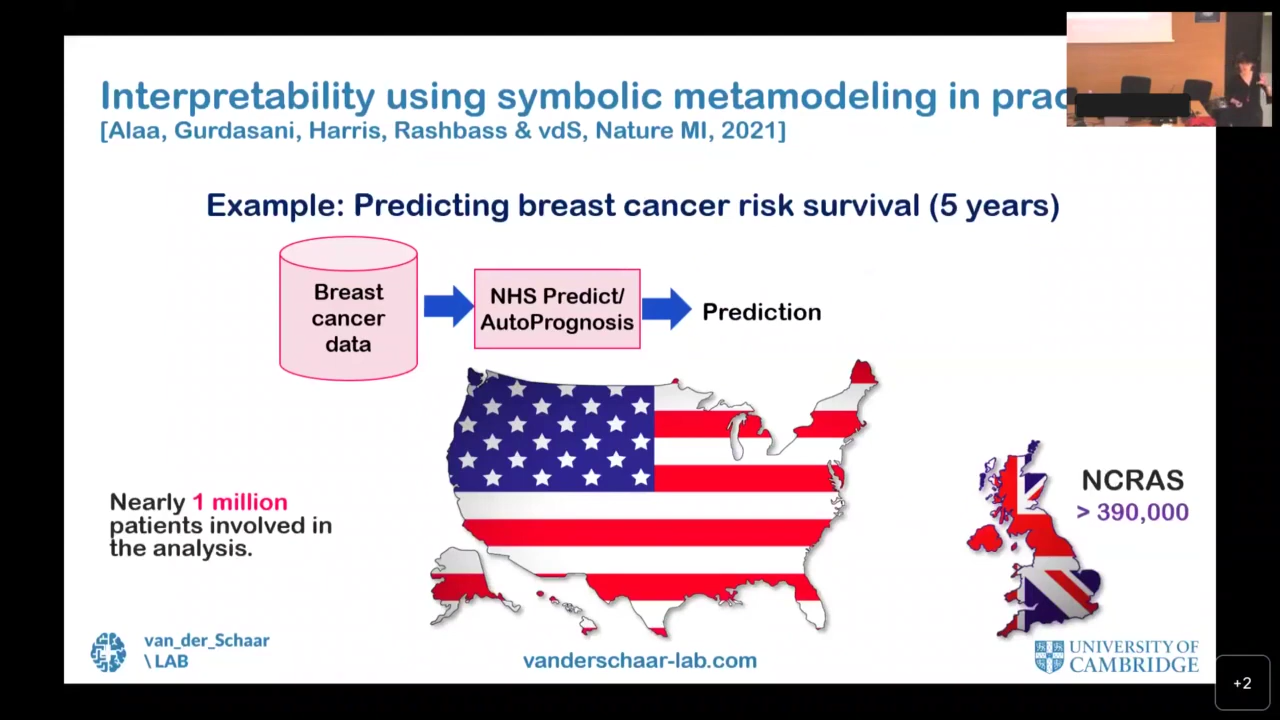 Interpretability using symbolic metamodeling in prac
[Alaa, Gurdasani, Harris, Rashbass & vdS, Nature MI, 2021]
Example: Predicting breast cancer risk survival (5 years)
Breast
cancer
data
NHS Predict/
AutoPrognosis
Prediction
Nearly 1 million
patients involved in
the analysis.
NCRAS
> 390,000
van_der_Schaar
\ LAB
vanderschaar-lab.com
UNIVERSITY OF
CAMBRIDGE
+2